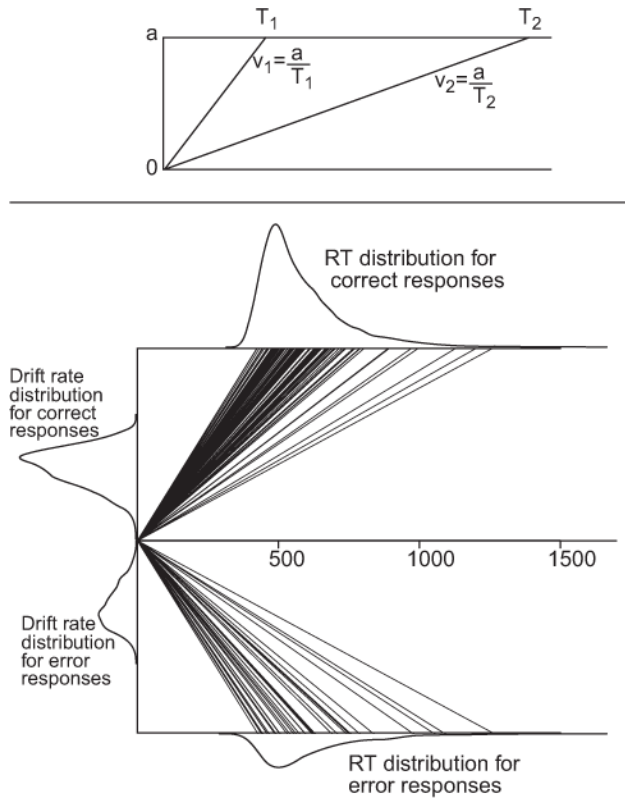 T1 T2
a
v1=a/T1
v2=a/T2
0
RT distribution for
correct responses
Drift rate
distribution
for correct
responses
500 1000 1500
Drift rate
distribution
for error
responses
RT distribution for
error responses